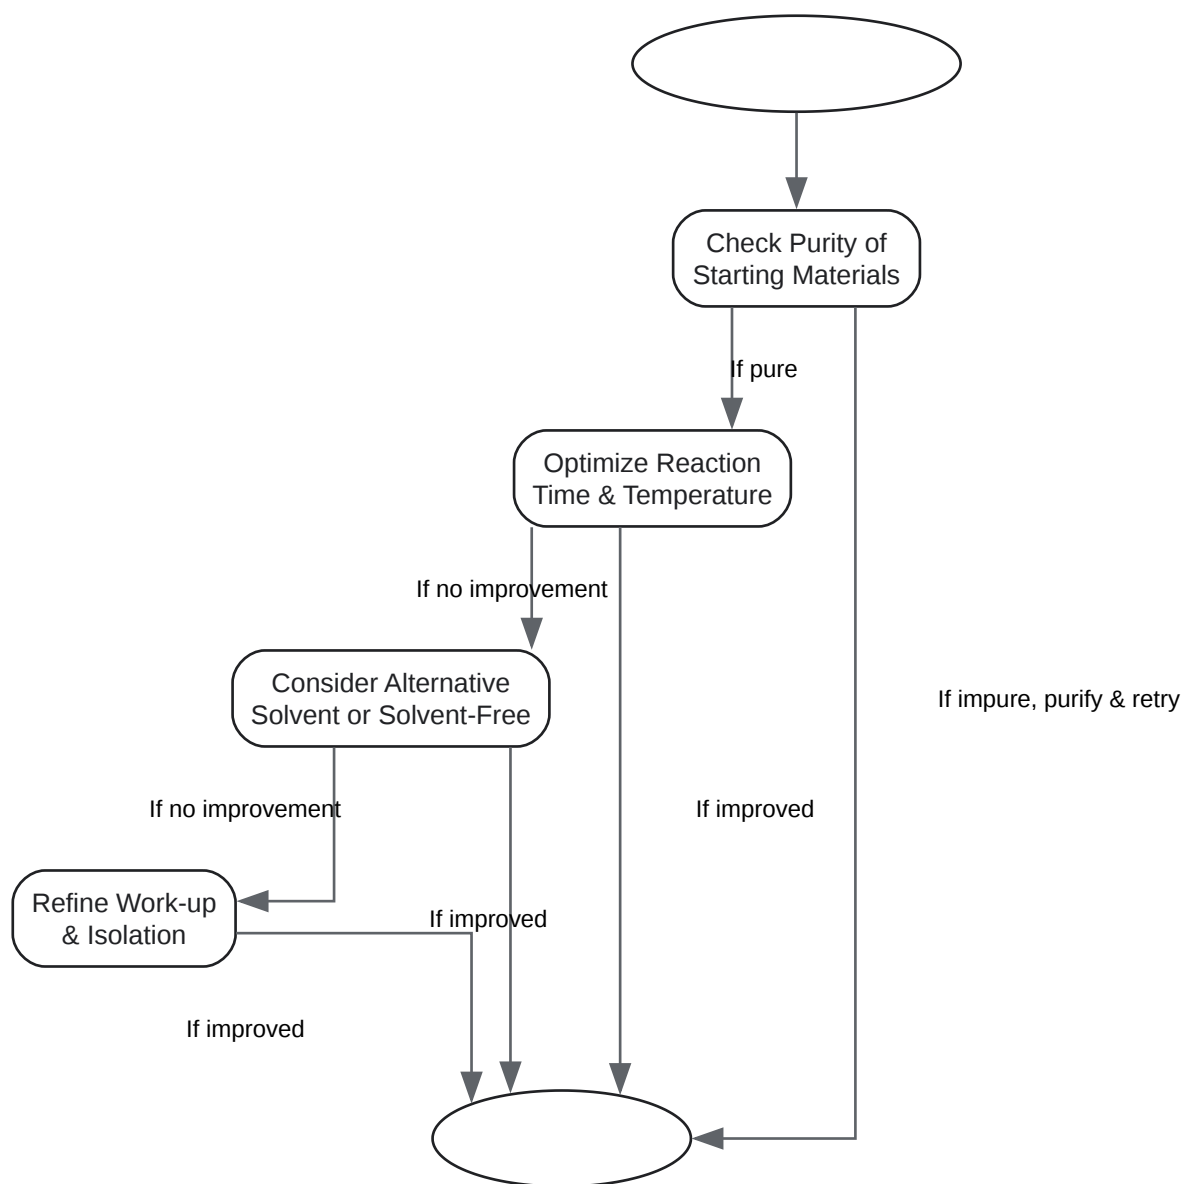 Check Purity of
Starting Materials
If pure
Optimize Reaction
Time & Temperature
If no improvement
Consider Alternative
Solvent or Solvent-Free
If impure, purify & retry
If no improvement
If improved
Refine Work-up
& Isolation
If improved
If improved